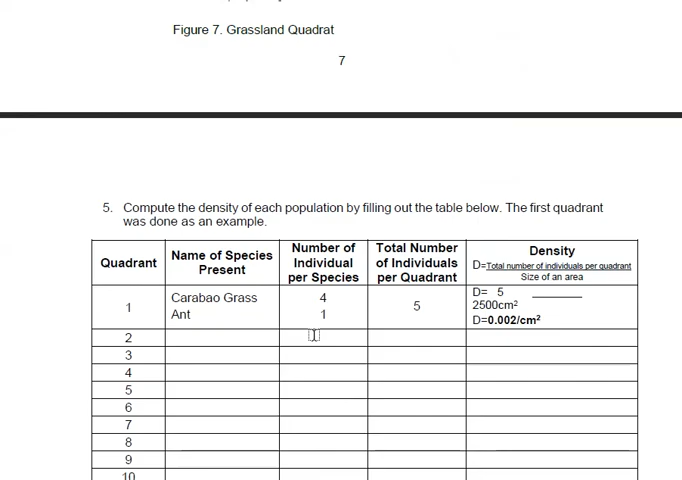 Figure 7. Grassland Quadrat
7
5. Compute the density of each population by filling out the table below. The first quadrant
was done as an example.
Quadrant
Name of Species
Present
Number of
Individual
per Species
Total Number
of Individuals
per Quadrant
Density
D=Total number of individuals per quadrant
Size of an area
1
Carabao Grass
Ant
4
1
5
D= 5
2500cm²
D=0.002/cm²
2
3
4
5
6
7
8
9
10